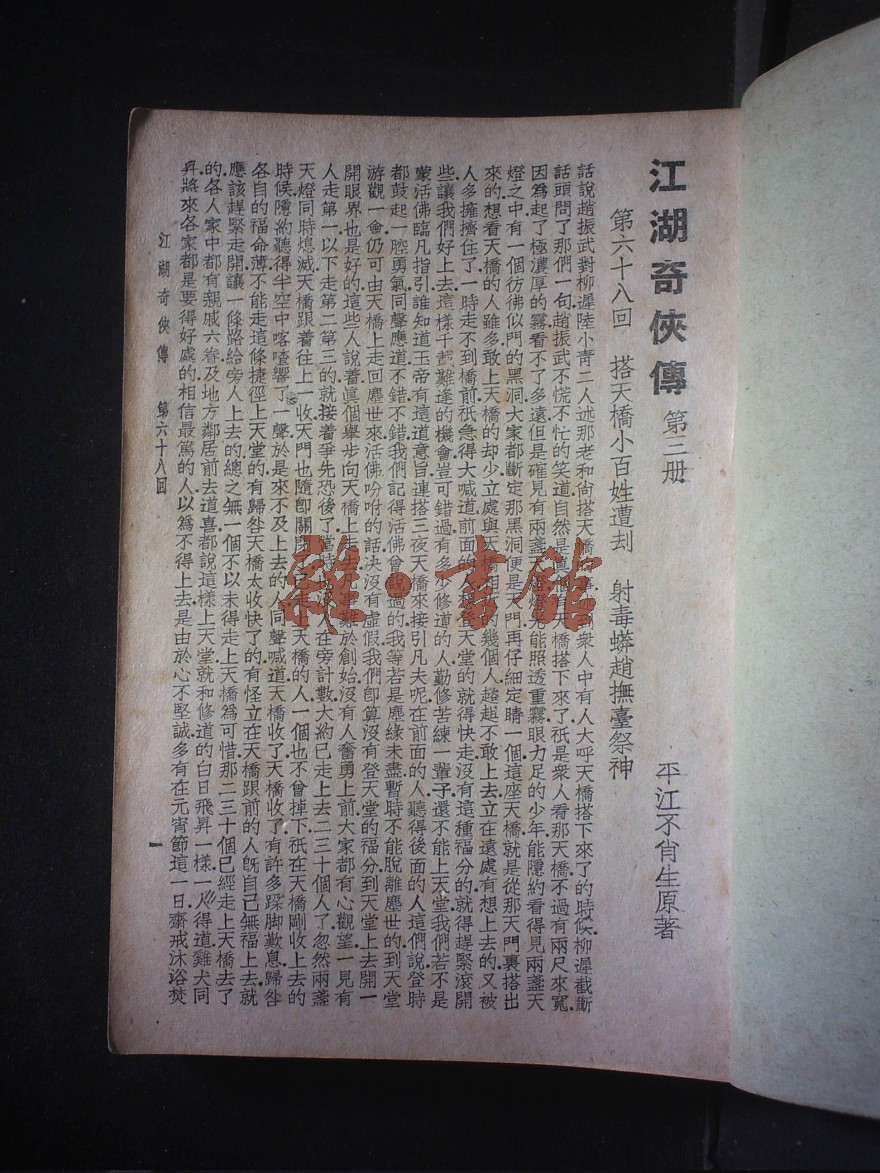 江湖奇俠傳 第三册
平江不肖生原著
第六十八回 搭天橋小百姓遭刦 射毒蟒趙撫臺祭神
話說趙振武對柳遲陸小青二人述那老和尚搭天橋衆人中有人大呼天橋搭下來了的時候柳遲截斷
話頭問了那們一句趙振武不慌不忙的笑道自然是天橋搭下來了祇是衆人看那天橋不過有兩尺來寬
因爲起了極濃厚的霧看不了多遠但是確見有兩盞燈光能照透重霧眼力足的少年能隱約看得見兩盞天
燈之中有一個彷彿似門的黑洞大家都斷定那黑洞便是天門再仔細定睛一個這座天橋就是從那天門裏搭出
來的想看天橋的人雖多敢上天橋的却少立處與天橋的幾個人趑趄不敢上去立在遠處有想上去的又被
人多擁擠住了一時走不到橋前祇急得大喊道前面的人天堂的就得快走沒有這種福分的就得趕緊滾開
些讓我們好上去這樣千載難逢的機會豈可錯過有多少修道的人勤修苦練一輩子還不能上天堂我們若不是
蒙活佛臨凡指引誰知道玉帝有這道意旨連搭三夜天橋來接引凡夫呢在前面的人聽得後面的人這們說登時
都鼓起一腔勇氣同聲應道不錯不錯我們記得活佛曾說過的我等若是塵緣未盡暫時不能脫離塵世的到天堂
游觀一會仍可由天橋上走回塵世來活佛吩咐的話決沒有虛假我們卽算沒有登天堂的福分到天堂上去開一
開眼界也是好的這些人說着眞個舉步向天橋上走去凡事難於創始沒有人奮勇上前大家都有心觀望一見有
人走第一以下走第二第三的就接着爭先恐後了當時人在旁計數大約已走上去二三十個人了忽然兩盞
天燈同時熄滅天橋跟着往上一收天門也隨卽關閉天橋的人一個也不曾掉下祇在天橋剛收上去的
時候隱約聽得半空中喀喳響了一聲於是來不及上去的人同聲喊道天橋收了天橋收了有許多蹂脚歎息歸咎
各自的福命薄不能走這條捷徑上天堂的有歸咎天橋太收快了的有怪立在天橋跟前的人旣自己無福上去就
應該趕緊走開讓一條路給旁人上去的總之無一個不以未得走上天橋爲可惜那二三十個已經走上天橋去了
的各人家中都有親戚六眷及地方鄰居前去道喜都說這樣上天堂就和修道的白日飛昇一樣一人得道雞犬同
昇將來各家都是要得好處的相信最篤的人以爲不得上去是由於心不堅誠多有在元宵節這一日齋戒沐浴焚
江湖奇俠傳 第六十八回
一
雜·書館